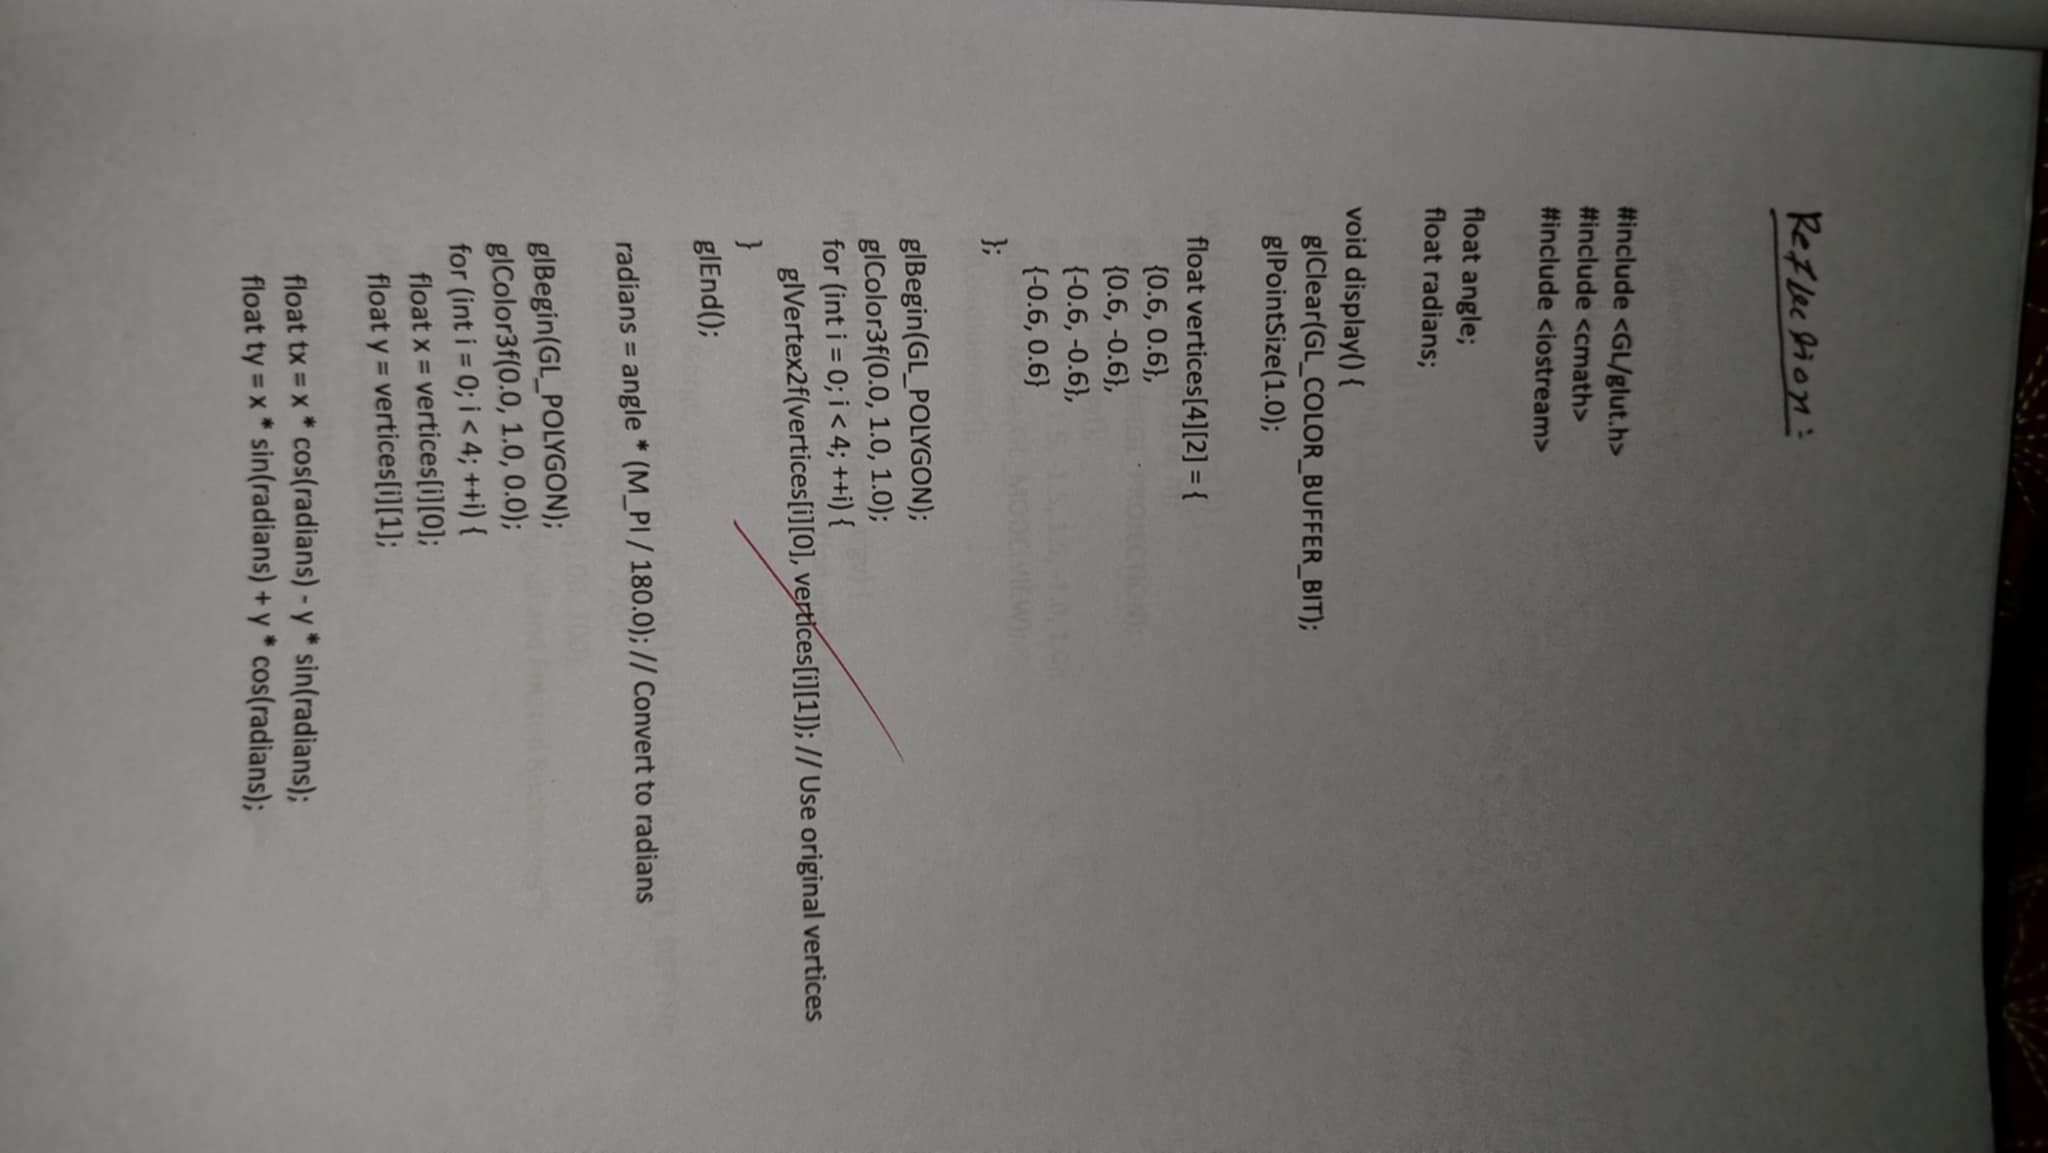 Reflection:
#include <GL/glut.h>
#include <cmath>
#include <iostream>
float angle;
float radians;
void display() {
glClear(GL_COLOR_BUFFER_BIT);
glPointSize(1.0);
float vertices[4][2] = {
{0.6, 0.6},
{0.6, -0.6},
{-0.6, -0.6},
{-0.6, 0.6}
};
glBegin(GL_POLYGON);
glColor3f(0.0, 1.0, 1.0);
for (int i = 0; i < 4; ++i) {
glVertex2f(vertices[i][0], vertices[i][1]); // Use original vertices
}
glEnd();
radians = angle * (M_PI / 180.0); // Convert to radians
glBegin(GL_POLYGON);
glColor3f(0.0, 1.0, 0.0);
for (int i = 0; i < 4; ++i) {
float x = vertices[i][0];
float y = vertices[i][1];
float tx = x * cos(radians) - y * sin(radians);
float ty = x * sin(radians) + y * cos(radians);